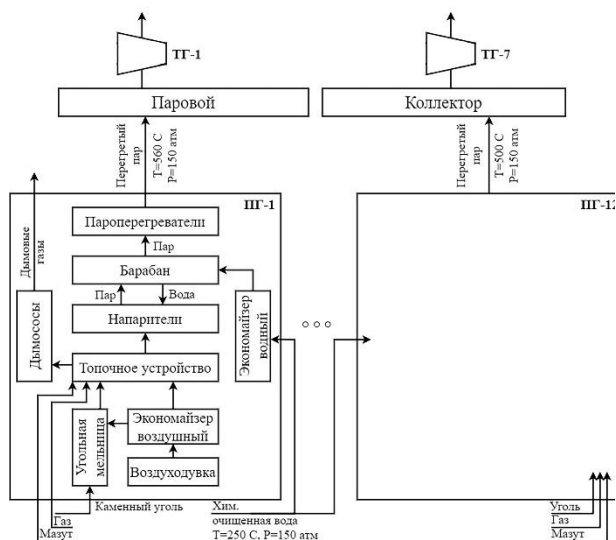 ТГ-1
ТГ-7
Паровой
Коллектор
Перегретый
пар
T=560 C
P=150 атм
Перегретый
пар
T=500 C
P=150 атм
ПГ-1
ПГ-12
Пароперегреватели
Пар
Дымовые
газы
Барабан
Пар
Вода
Напарители
Экономайзер
водный
Дымососы
Топочное устройство
Угольная
мельница
Экономайзер
воздушный
Воздуходувка
Каменный уголь
Газ
Мазут
Хим.
очищенная вода
T=250 C, P=150 атм
Уголь
Газ
Мазут